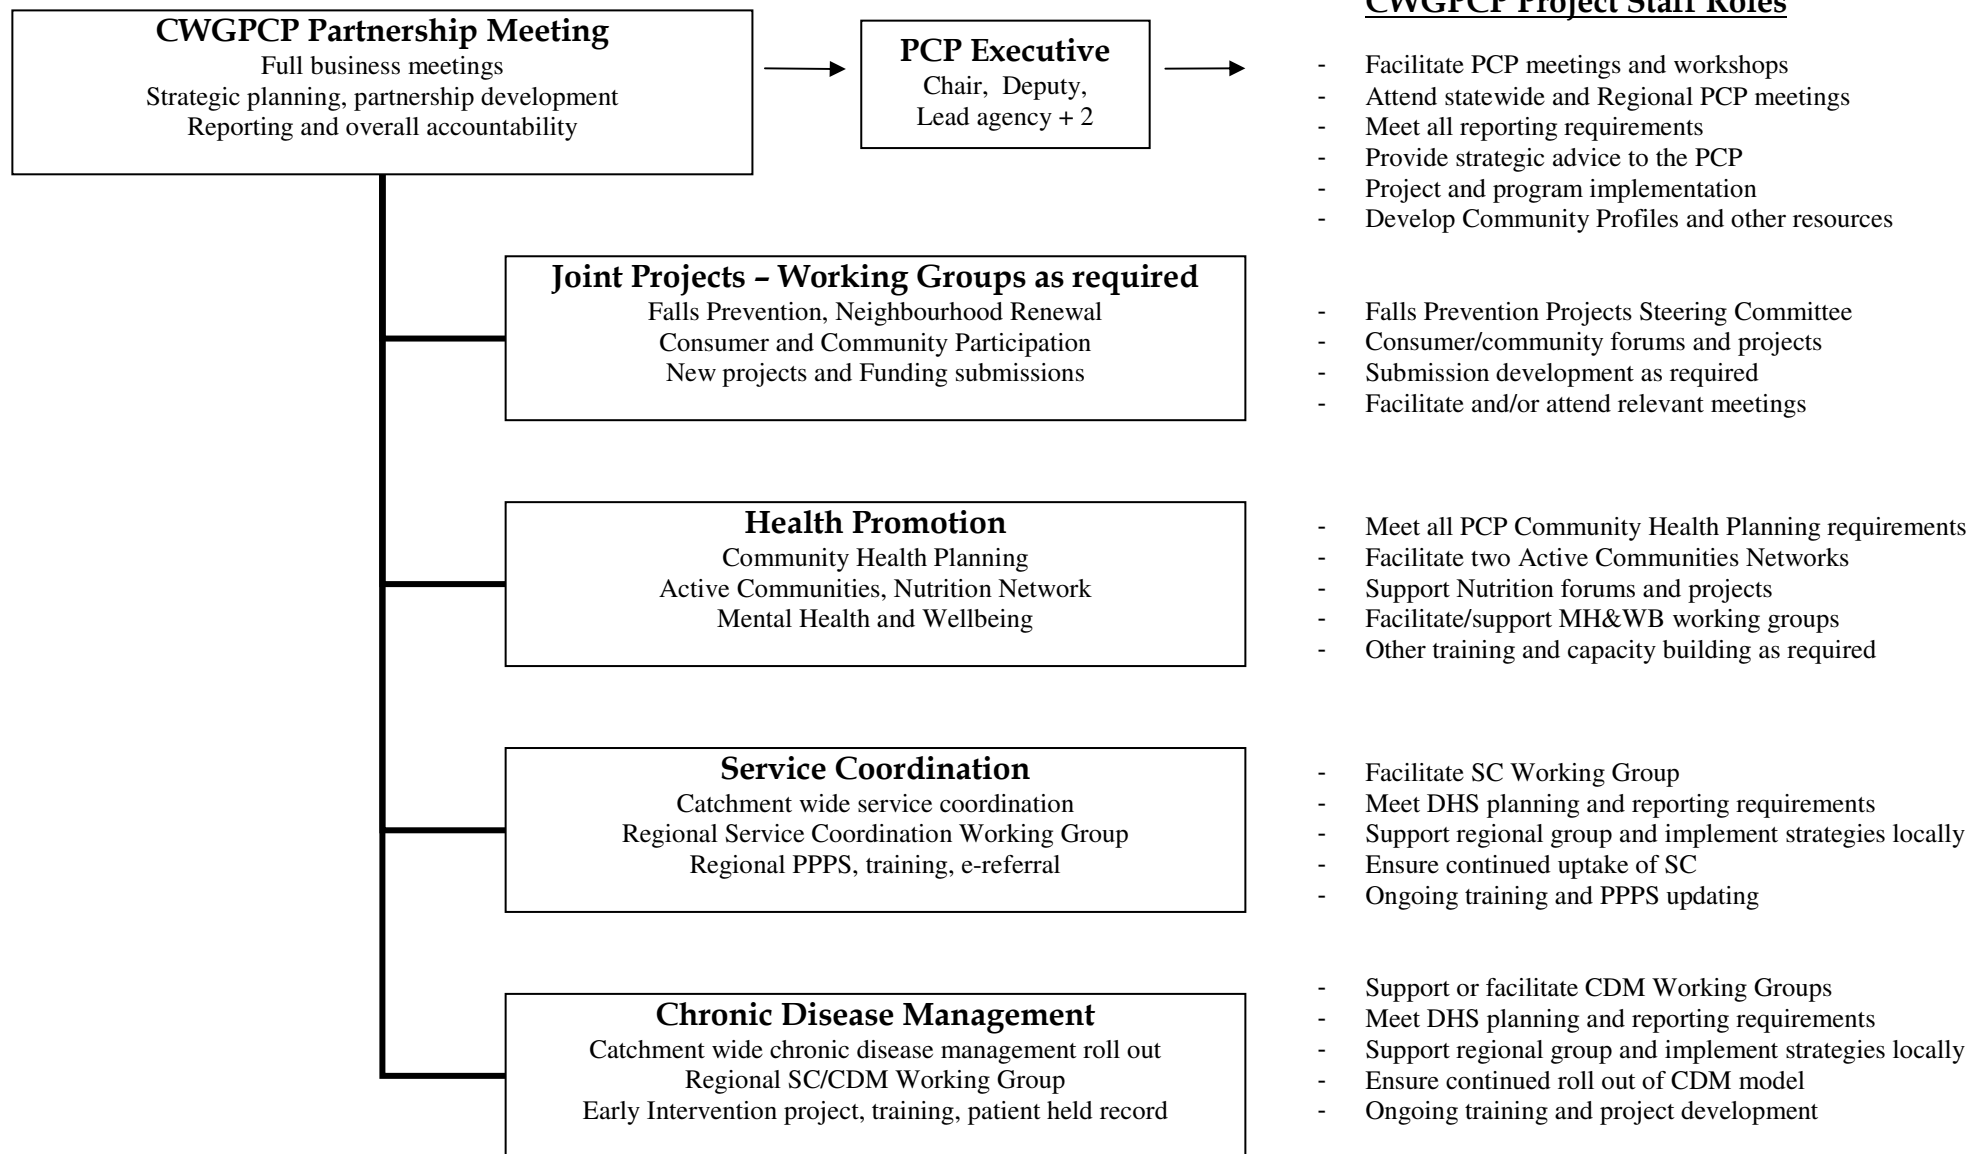 CWGPCP Project Staff Roles
CWGPCP Partnership Meeting
Full business meetings
Strategic planning, partnership development
Reporting and overall accountability
PCP Executive
Chair, Deputy,
Lead agency + 2
- Facilitate PCP meetings and workshops
- Attend statewide and Regional PCP meetings
- Meet all reporting requirements
- Provide strategic advice to the PCP
- Project and program implementation
- Develop Community Profiles and other resources
Joint Projects – Working Groups as required
Falls Prevention, Neighbourhood Renewal
Consumer and Community Participation
New projects and Funding submissions
- Falls Prevention Projects Steering Committee
- Consumer/community forums and projects
- Submission development as required
- Facilitate and/or attend relevant meetings
Health Promotion
Community Health Planning
Active Communities, Nutrition Network
Mental Health and Wellbeing
- Meet all PCP Community Health Planning requirements
- Facilitate two Active Communities Networks
- Support Nutrition forums and projects
- Facilitate/support MH&WB working groups
- Other training and capacity building as required
Service Coordination
Catchment wide service coordination
Regional Service Coordination Working Group
Regional PPPS, training, e-referral
- Facilitate SC Working Group
- Meet DHS planning and reporting requirements
- Support regional group and implement strategies locally
- Ensure continued uptake of SC
- Ongoing training and PPPS updating
Chronic Disease Management
Catchment wide chronic disease management roll out
Regional SC/CDM Working Group
Early Intervention project, training, patient held record
- Support or facilitate CDM Working Groups
- Meet DHS planning and reporting requirements
- Support regional group and implement strategies locally
- Ensure continued roll out of CDM model
- Ongoing training and project development